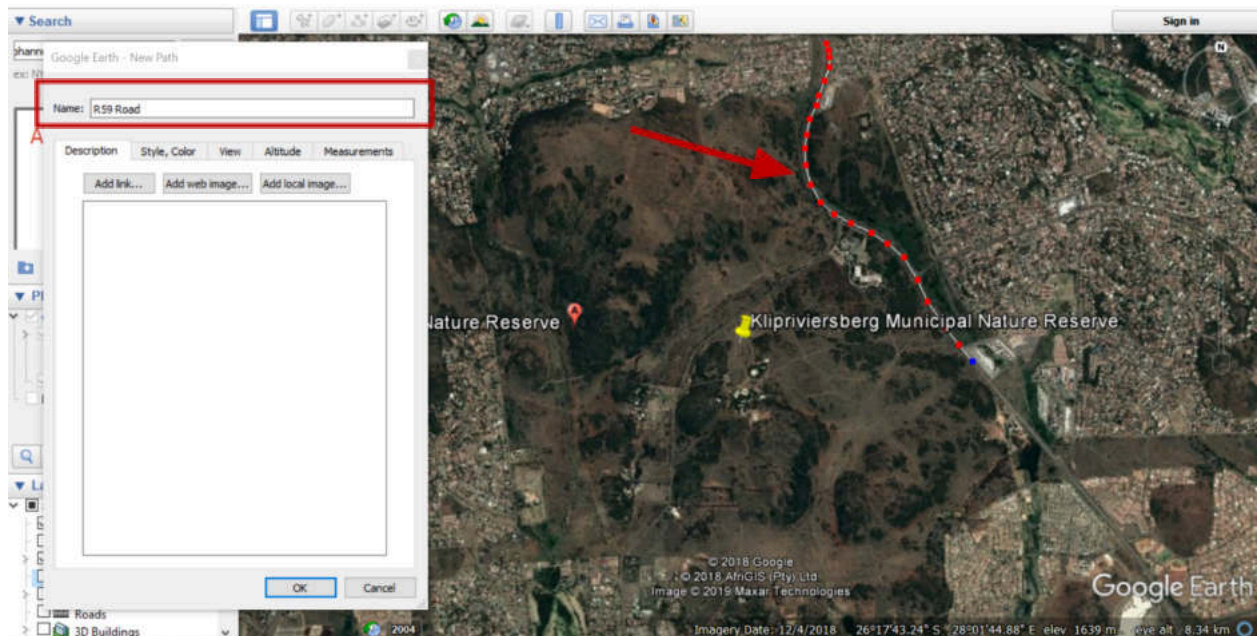 Search
Sign in
Google Earth - New Path
Name: R59 Road
A
Description Style, Color View Altitude Measurements
Add link... Add web image... Add local image...
A
Nature Reserve
Klipriviersberg Municipal Nature Reserve
N
OK Cancel
Roads
3D Buildings
2004
© 2018 Google
© 2018 AfriGIS (Pty) Ltd.
Image © 2019 Maxar Technologies
Google Earth
Imagery Date: 12/4/2018 26°17'43.24" S 28°01'44.88" E elev 1639 m eye alt 8.34 km